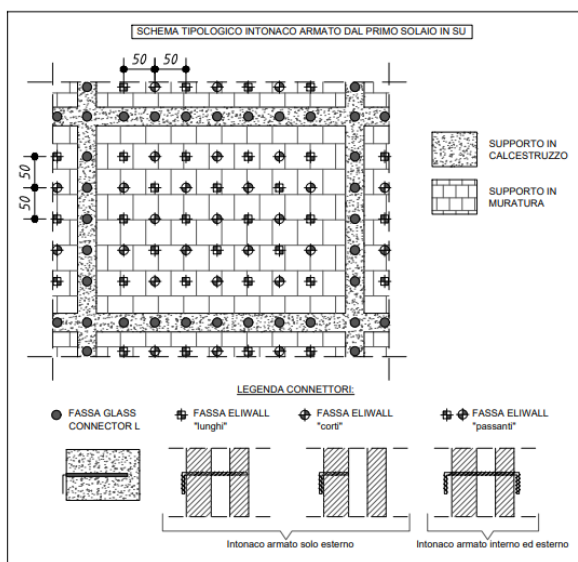 SCHEMA TIPOLOGICO INTONACO ARMATO DAL PRIMO SOLAIO IN SU
50 50
50
50
SUPPORTO IN
CALCESTRUZZO
SUPPORTO IN
MURATURA
LEGENDA CONNETTORI:
FASSA GLASS
CONNECTOR L
FASSA ELIWALL
"lunghi"
FASSA ELIWALL
"corti"
FASSA ELIWALL
"passanti"
Intonaco armato solo esterno
Intonaco armato interno ed esterno